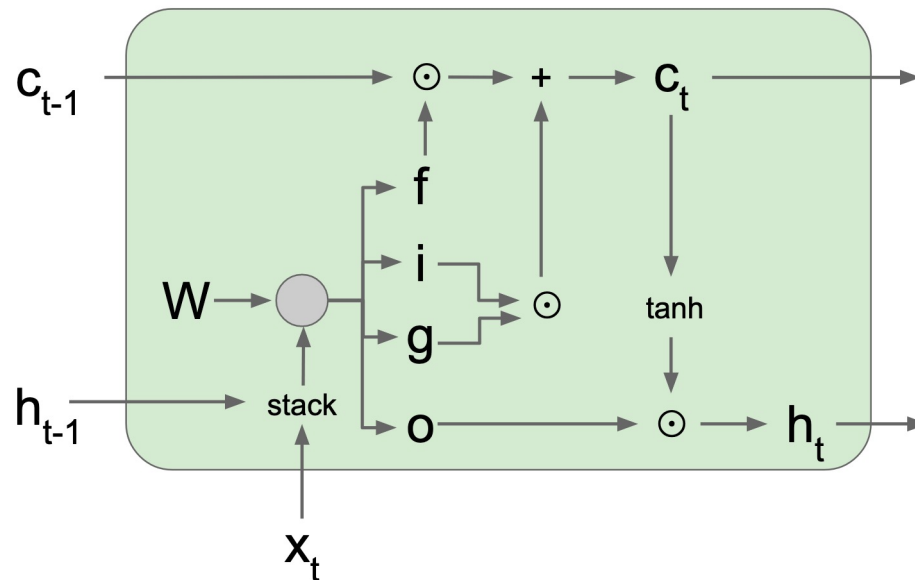 c_{t-1}
⊙
+
c_t
f
i
W
⊙
tanh
g
h_{t-1}
stack
o
⊙
h_t
x_t